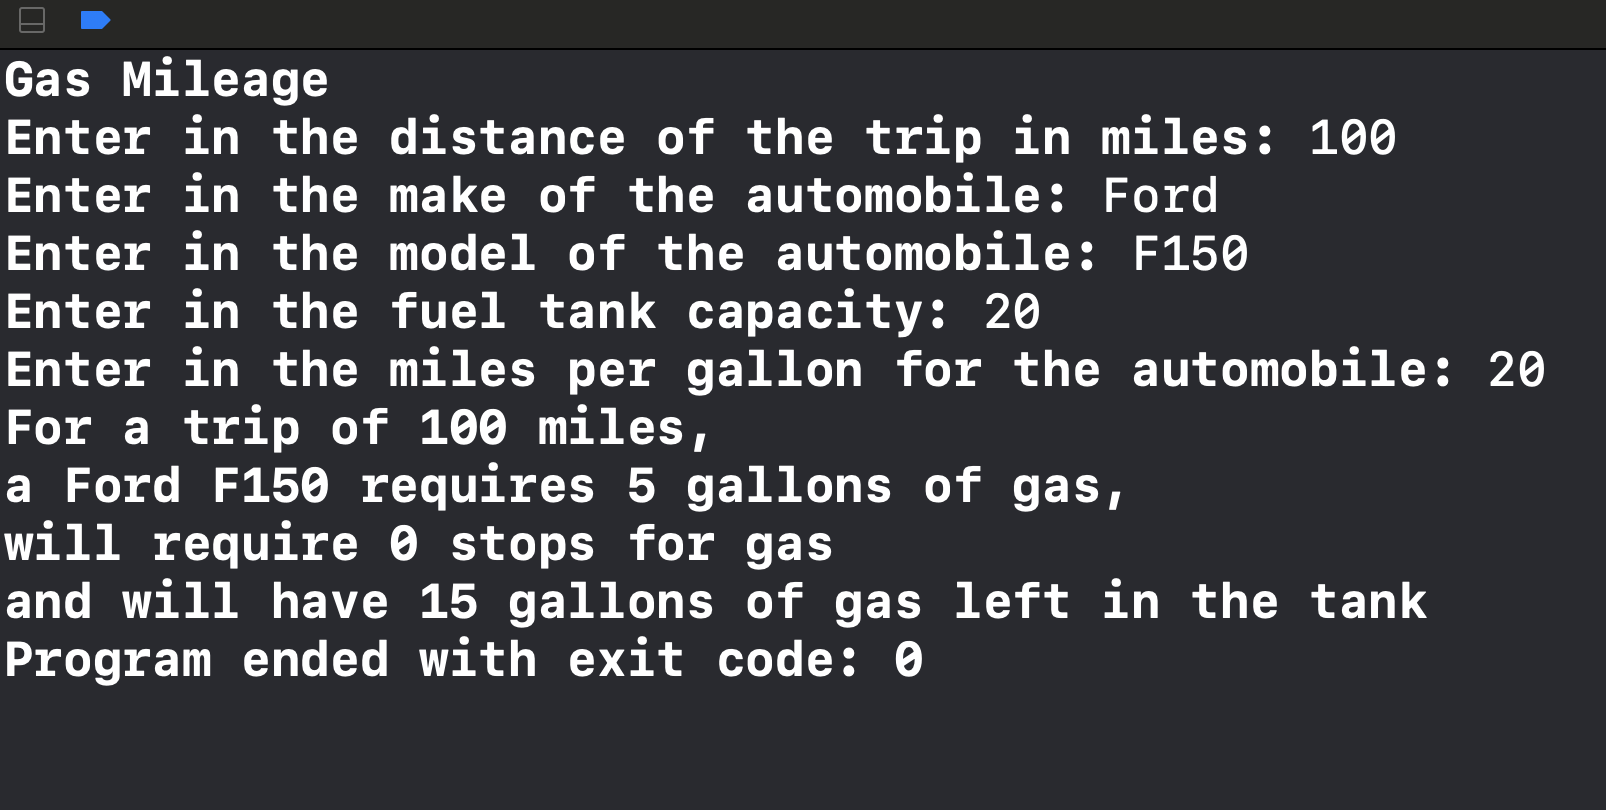 Gas Mileage
Enter in the distance of the trip in miles: 100
Enter in the make of the automobile: Ford
Enter in the model of the automobile: F150
Enter in the fuel tank capacity: 20
Enter in the miles per gallon for the automobile: 20
For a trip of 100 miles,
a Ford F150 requires 5 gallons of gas,
will require 0 stops for gas
and will have 15 gallons of gas left in the tank
Program ended with exit code: 0